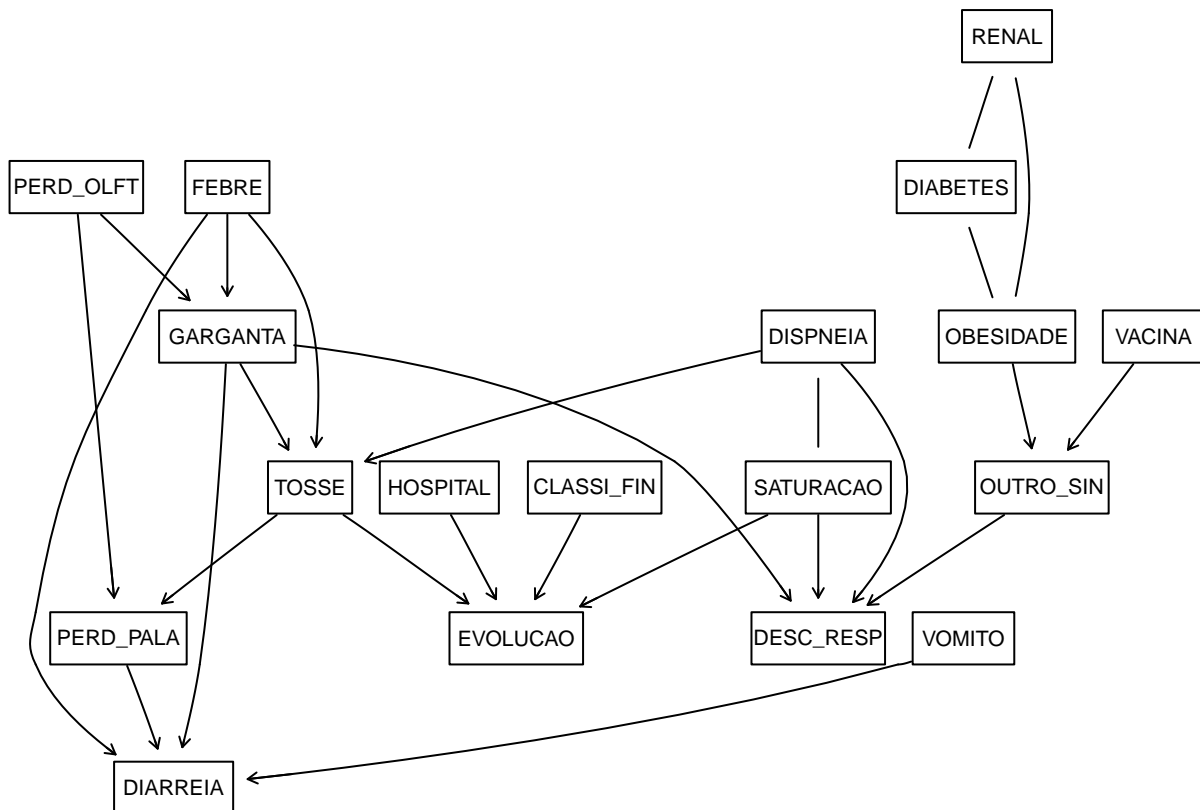 RENAL
PERD_OLFT
FEBRE
DIABETES
GARGANTA
DISPNEIA
OBESIDADE
VACINA
TOSSE
HOSPITAL
CLASSI_FIN
SATURACAO
OUTRO_SIN
PERD_PALA
EVOLUCAO
DESC_RESP
VOMITO
DIARREIA